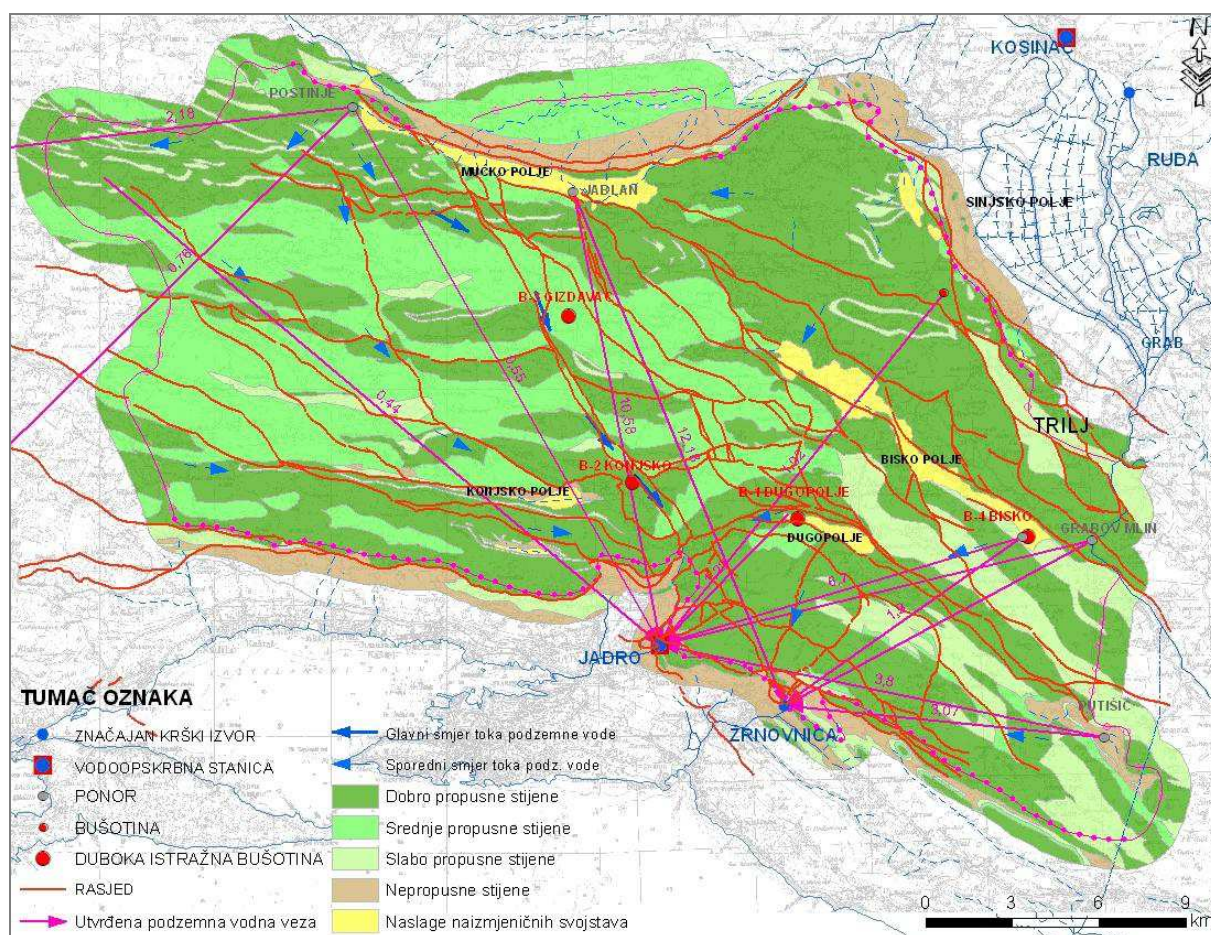 N
KOSINAC
POSTINJE
2,18
RUDA
MUĆKO POLJE
JABLAN
SINJSKO POLJE
0,76
B-3 GIZDAVAC
GRAB
0,55
10,58
0,44
12,15
TRILJ
BISKO POLJE
B-2 KONJSKO
KONJSKO POLJE
B-1 DUGOPOLJE
B-4 BISKO
GRABOV MLIN
DUGOPOLJE
JADRO
3,8
3,07
PUTIŠIĆ
ŽRNOVNICA
TUMAČ OZNAKA
ZNAČAJAN KRŠKI IZVOR
Glavni smjer toka podzemne vode
VODOOPSKRBNA STANICA
Sporedni smjer toka podz. vode
PONOR
Dobro propusne stijene
BUŠOTINA
Srednje propusne stijene
DUBOKA ISTRAŽNA BUŠOTINA
Slabo propusne stijene
RASJED
Nepropusne stijene
Utvrđena podzemna vodna veza
Naslage naizmjeničnih svojstava
0 3 6 9
km